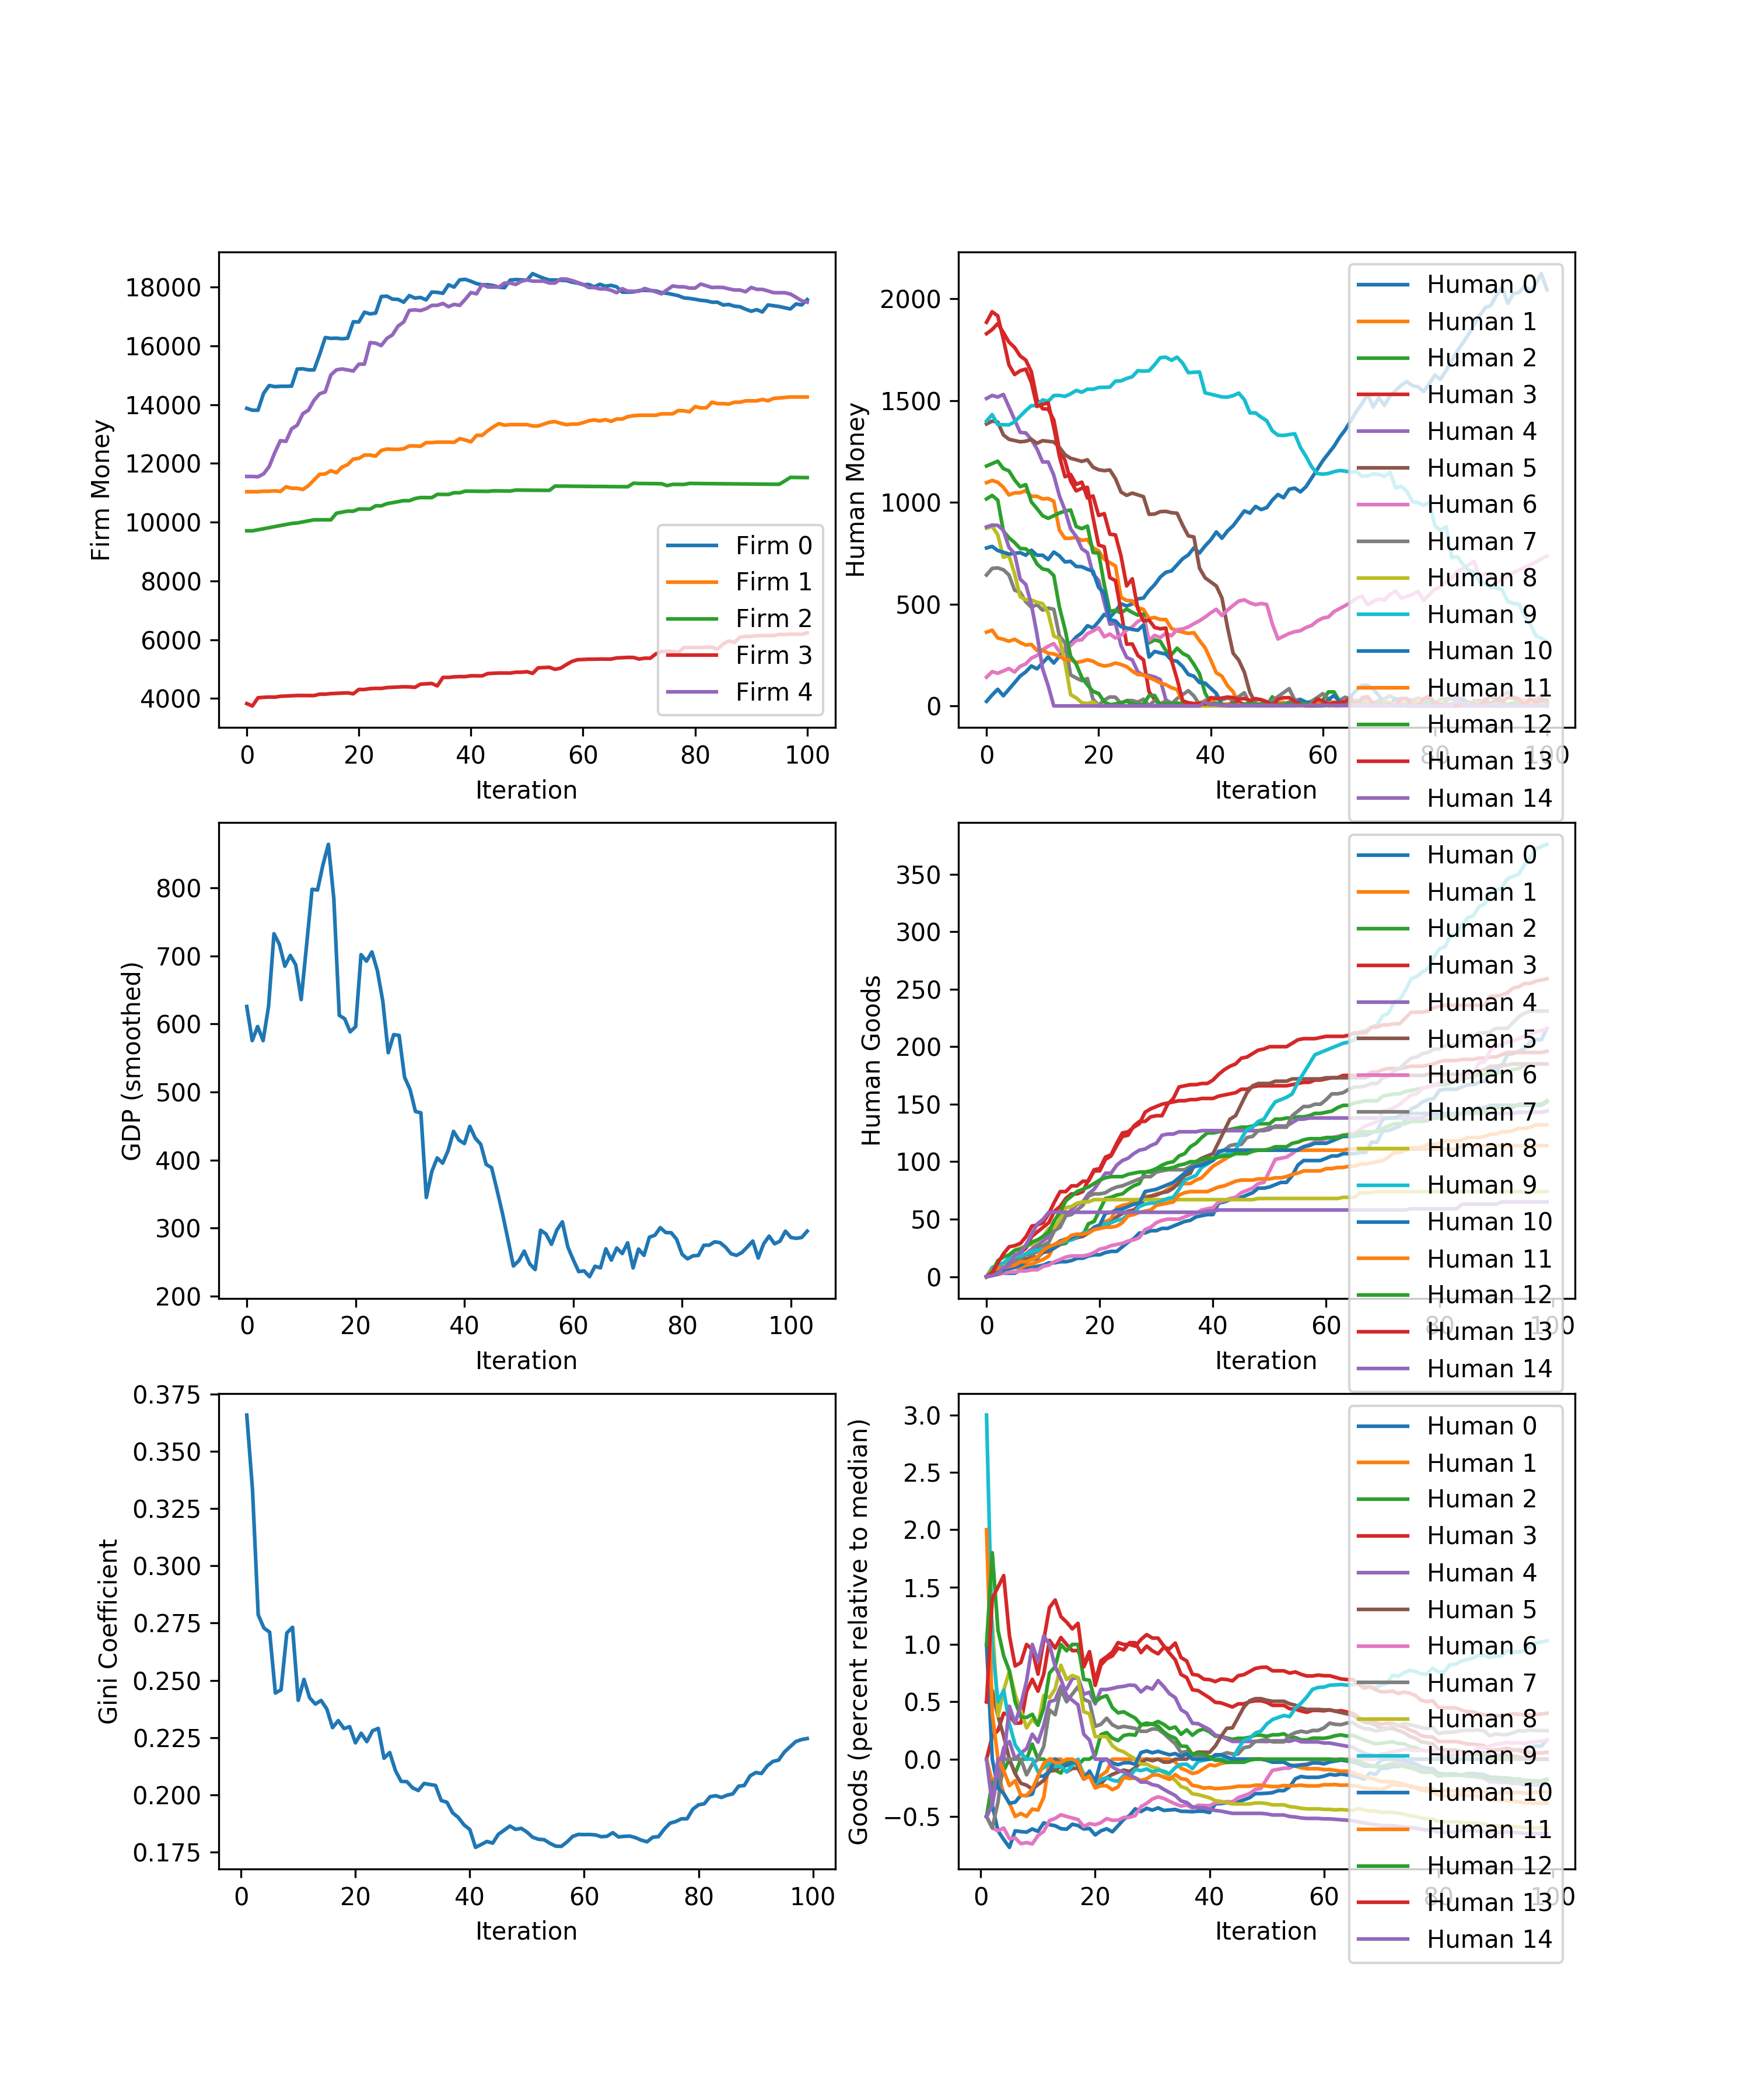 18000
16000
14000
12000
10000
8000
6000
4000
Firm Money
0 20 40 60 80 100
Iteration
Firm 0
Firm 1
Firm 2
Firm 3
Firm 4
2000
1500
1000
500
0
Human Money
0 20 40 60 80 100
Iteration
Human 0
Human 1
Human 2
Human 3
Human 4
Human 5
Human 6
Human 7
Human 8
Human 9
Human 10
Human 11
Human 12
Human 13
Human 14
800
700
600
500
400
300
200
GDP (smoothed)
0 20 40 60 80 100
Iteration
350
300
250
200
150
100
50
0
Human Goods
0 20 40 60 80 100
Iteration
Human 0
Human 1
Human 2
Human 3
Human 4
Human 5
Human 6
Human 7
Human 8
Human 9
Human 10
Human 11
Human 12
Human 13
Human 14
0.375
0.350
0.325
0.300
0.275
0.250
0.225
0.200
0.175
Gini Coefficient
0 20 40 60 80 100
Iteration
3.0
2.5
2.0
1.5
1.0
0.5
0.0
−0.5
Goods (percent relative to median)
0 20 40 60 80 100
Iteration
Human 0
Human 1
Human 2
Human 3
Human 4
Human 5
Human 6
Human 7
Human 8
Human 9
Human 10
Human 11
Human 12
Human 13
Human 14